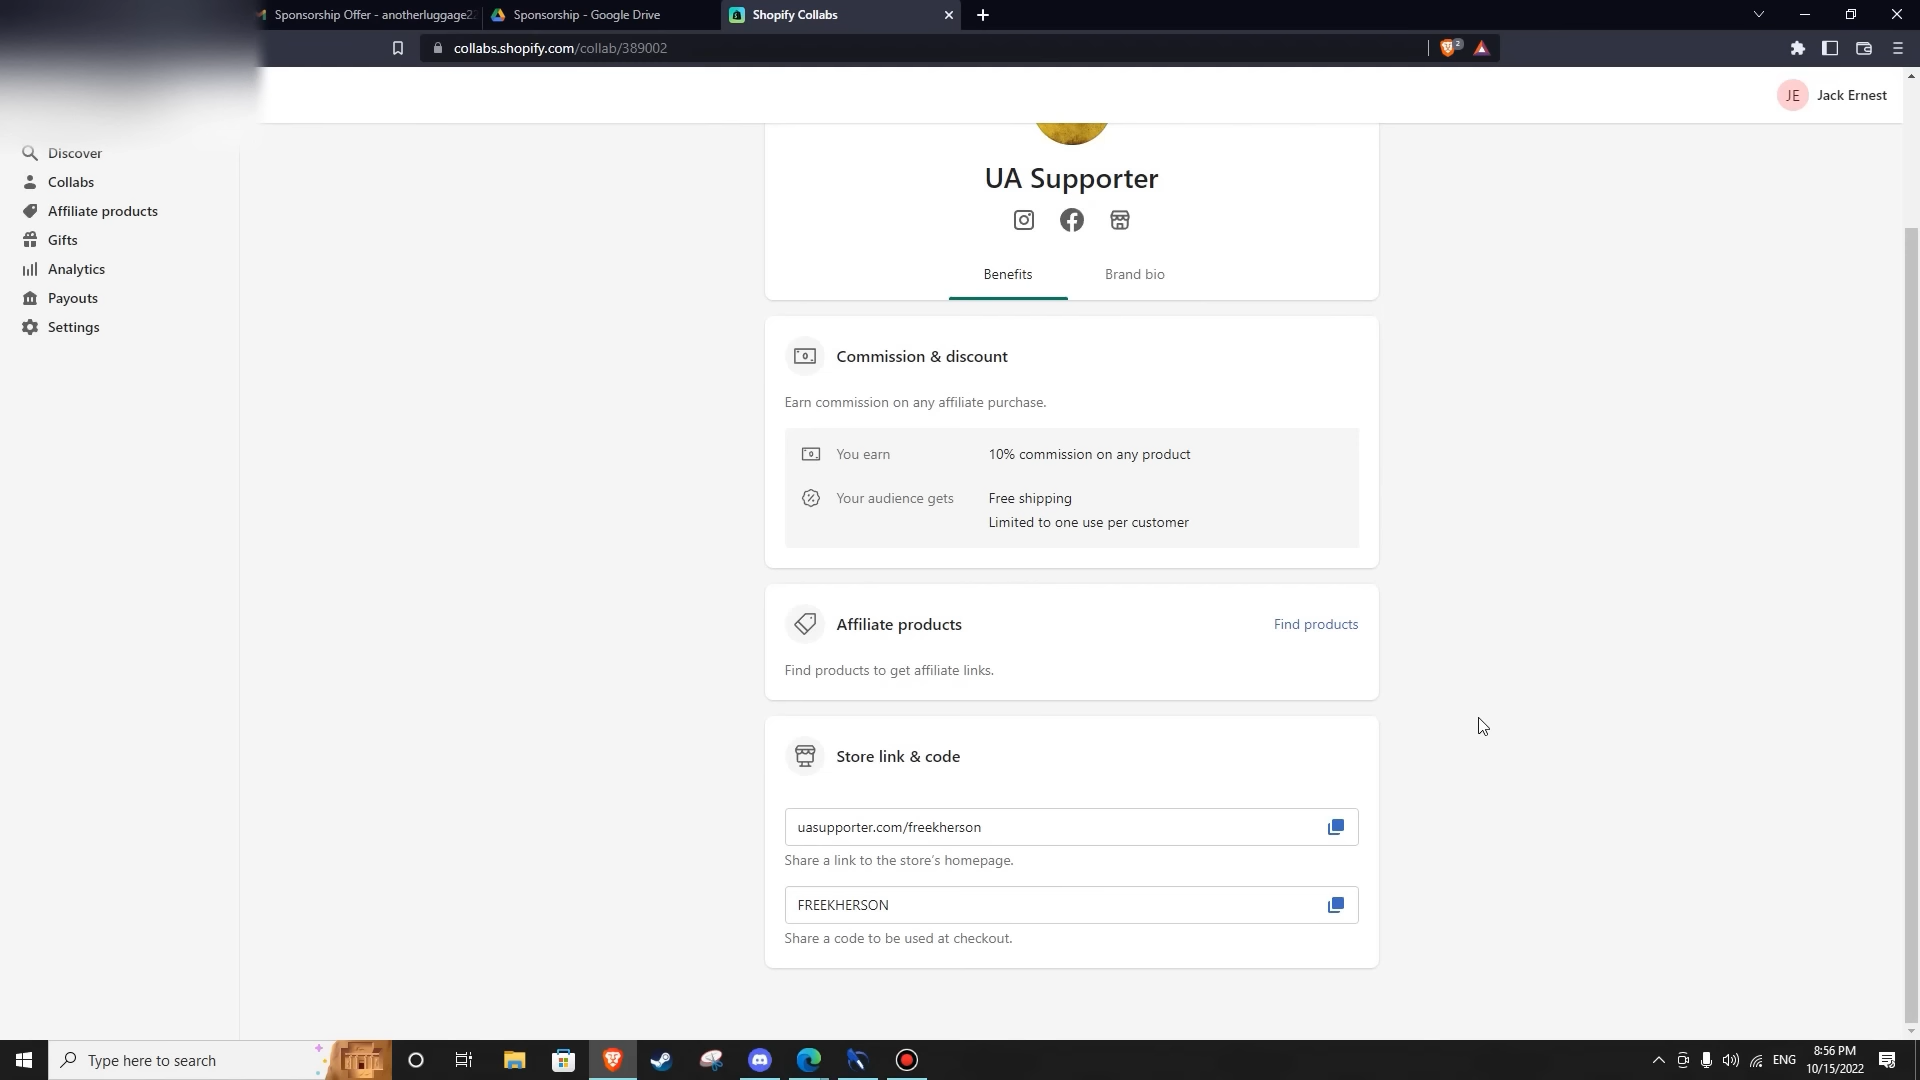 Sponsorship Offer - anotherluggage22
Sponsorship - Google Drive
Shopify Collabs
collabs.shopify.com/collab/389002
2
JE
Jack Ernest
Discover
Collabs
Affiliate products
Gifts
Analytics
Payouts
Settings
UA Supporter
Benefits
Brand bio
Commission & discount
Earn commission on any affiliate purchase.
You earn
10% commission on any product
Your audience gets
Free shipping
Limited to one use per customer
Affiliate products
Find products
Find products to get affiliate links.
Store link & code
uasupporter.com/freekherson
Share a link to the store's homepage.
FREEKHERSON
Share a code to be used at checkout.
Type here to search
ENG
8:56 PM
10/15/2022